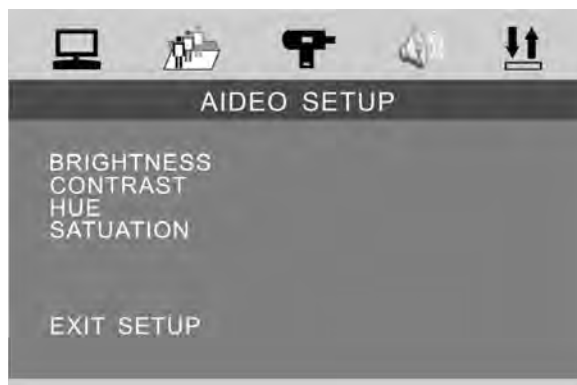 AIDEO SETUP
BRIGHTNESS
CONTRAST
HUE
SATUATION
EXIT SETUP